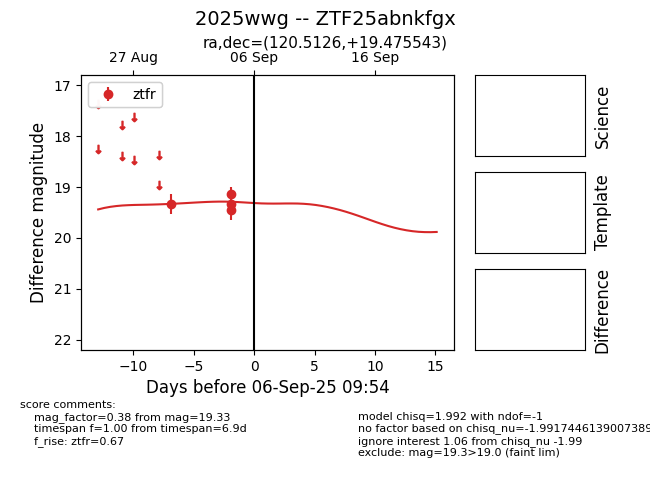 2025wwg -- ZTF25abnkfgx
ra,dec=(120.5126,+19.475543)
27 Aug 06 Sep 16 Sep
ztfr
17
18
19
20
21
22
Difference magnitude
−10 −5 0 5 10 15
Days before 06-Sep-25 09:54
Science
Template
Difference
score comments:
mag_factor=0.38 from mag=19.33
timespan f=1.00 from timespan=6.9d
f_rise: ztfr=0.67
model chisq=1.992 with ndof=-1
no factor based on chisq_nu=-1.9917446139007389
ignore interest 1.06 from chisq_nu -1.99
exclude: mag=19.3>19.0 (faint lim)